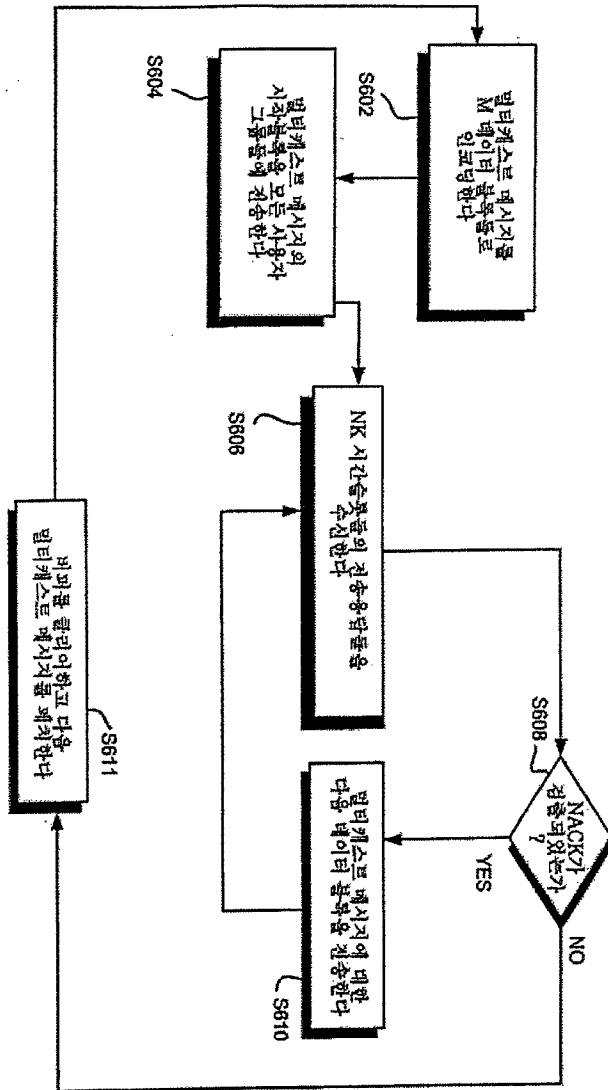 멀티캐스트 메시지를
M 데이터 블록들로
인코딩한다
S602
멀티캐스트 메시지의
시작블록을 모든 사용자
그룹들에 전송한다
S604
NK 시간슬롯들의 전송응답들을
수신한다
S606
NACK가
검출되었는가
?
S608
YES
NO
멀티캐스트 메시지에 대한
다음 데이터 블록을 전송한다
S610
버퍼를 클리어하고 다음
멀티캐스트 메시지를 페치한다
S611